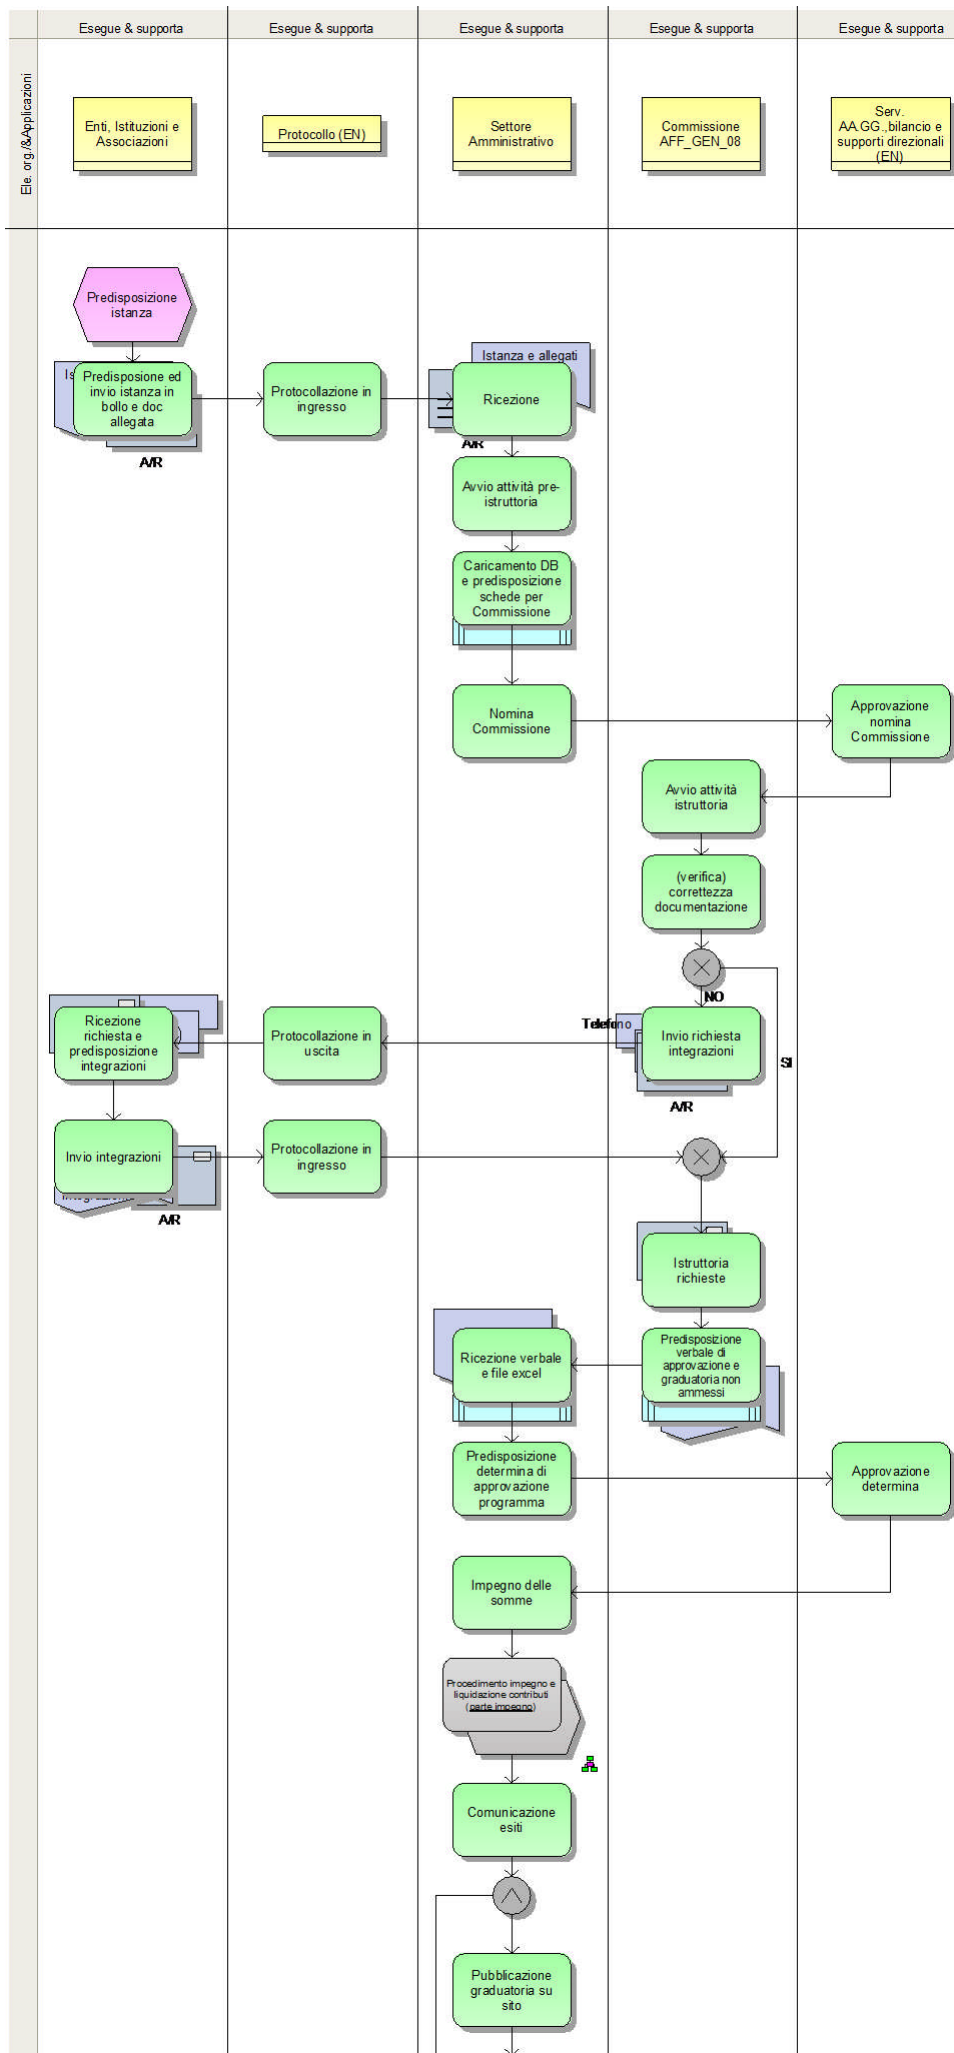 Esegue & supporta
Esegue & supporta
Esegue & supporta
Esegue & supporta
Esegue & supporta
Ele. org./&Applicazioni
Enti, Istituzioni e
Associazioni
Protocollo (EN)
Settore
Amministrativo
Commissione
AFF_GEN_08
Serv.
AA.GG.,bilancio e
supporti direzionali
(EN)
Predisposizione
istanza
Predisposione ed
invio istanza in
bollo e doc
allegata
A/R
Protocollazione in
ingresso
Istanza e allegati
Ricezione
A/R
Avvio attività pre-
istruttoria
Caricamento DB
e predisposizione
schede per
Commissione
Nomina
Commissione
Approvazione
nomina
Commissione
Avvio attività
istruttoria
(verifica)
correttezza
documentazione
NO
SI
Ricezione
richiesta e
predisposizione
integrazioni
Protocollazione in
uscita
Telefono
Invio richiesta
integrazioni
A/R
Invio integrazioni
A/R
Protocollazione in
ingresso
Istruttoria
richieste
Ricezione verbale
e file excel
Predisposizione
verbale di
approvazione e
graduatoria non
ammessi
Predisposizione
determina di
approvazione
programma
Approvazione
determina
Impegno delle
somme
Procedimento impegno e
liquidazione contributi
(parte impegno)
Comunicazione
esiti
Pubblicazione
graduatoria su
sito